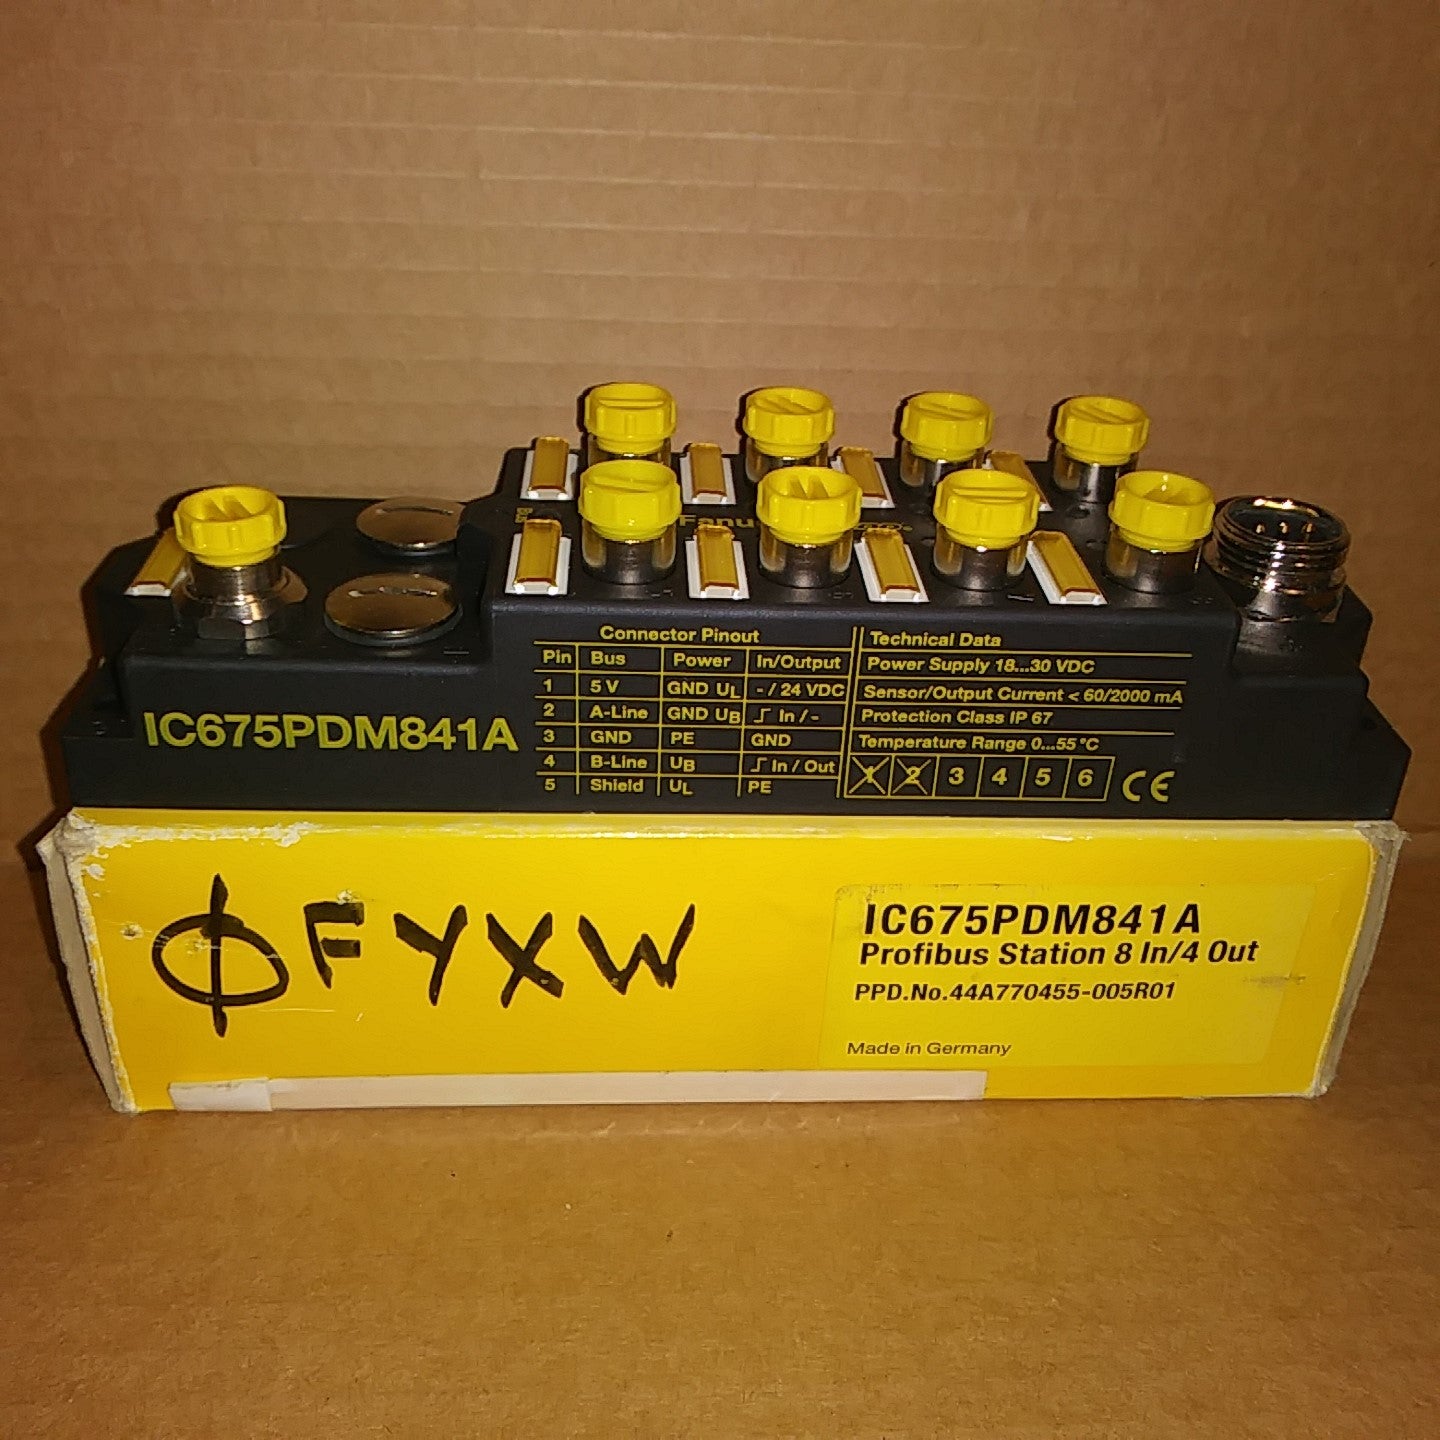 Fanuc
IC675PDM841A
Connector Pinout
Pin Bus Power In/Output
1 5 V GND UL - / 24 VDC
2 A-Line GND UB In / -
3 GND PE GND
4 B-Line UB In / Out
5 Shield UL PE
Technical Data
Power Supply 18...30 VDC
Sensor/Output Current < 60/2000 mA
Protection Class IP 67
Temperature Range 0...55 °C
1 2 3 4 5 6 CE
ΦFYXW
IC675PDM841A
Profibus Station 8 In/4 Out
PPD.No.44A770455-005R01
Made in Germany